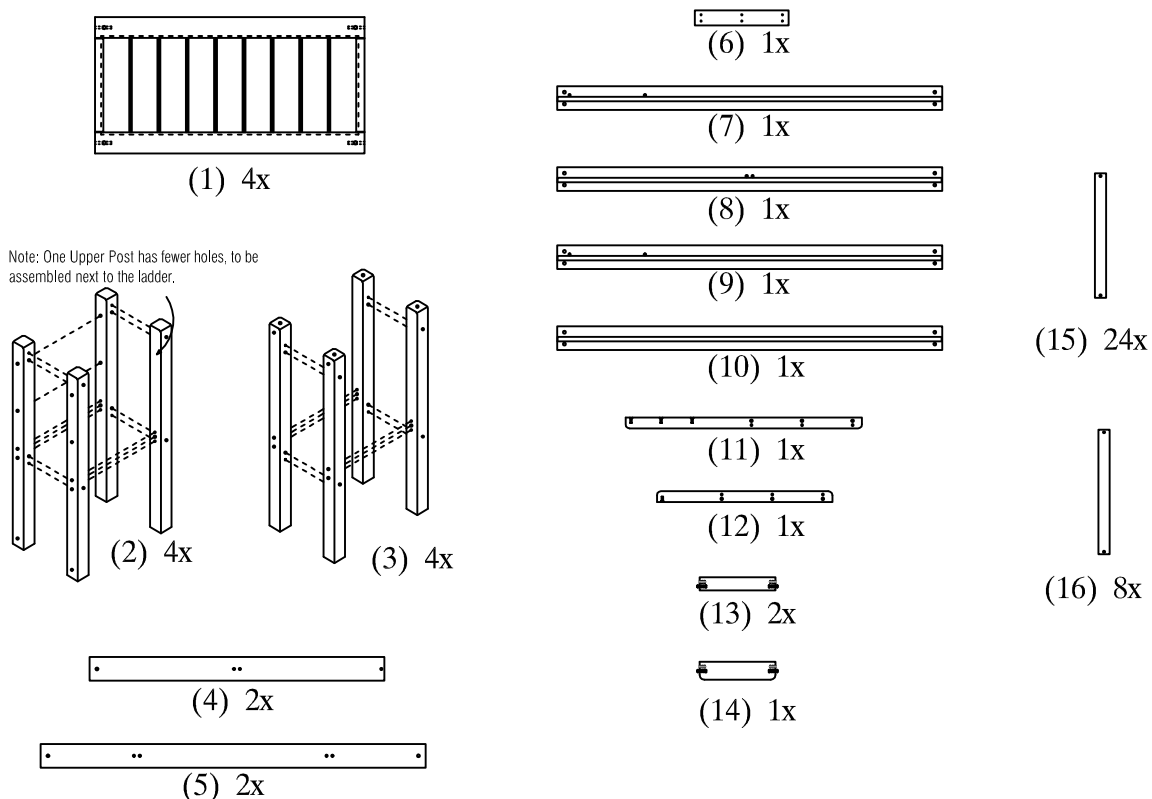 (1) 4x
Note: One Upper Post has fewer holes, to be
assembled next to the ladder.
(2) 4x
(3) 4x
(4) 2x
(5) 2x
(6) 1x
(7) 1x
(8) 1x
(9) 1x
(10) 1x
(11) 1x
(12) 1x
(13) 2x
(14) 1x
(15) 24x
(16) 8x